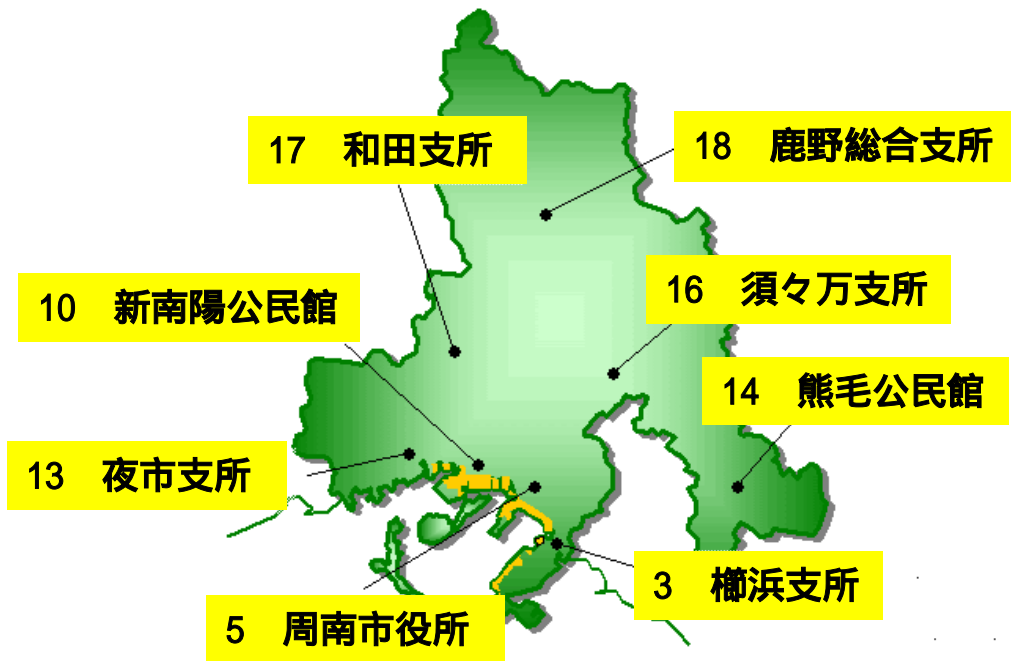 17　和田支所
18　鹿野総合支所
16　須々万支所
10　新南陽公民館
14　熊毛公民館
13　夜市支所
3　櫛浜支所
5　周南市役所